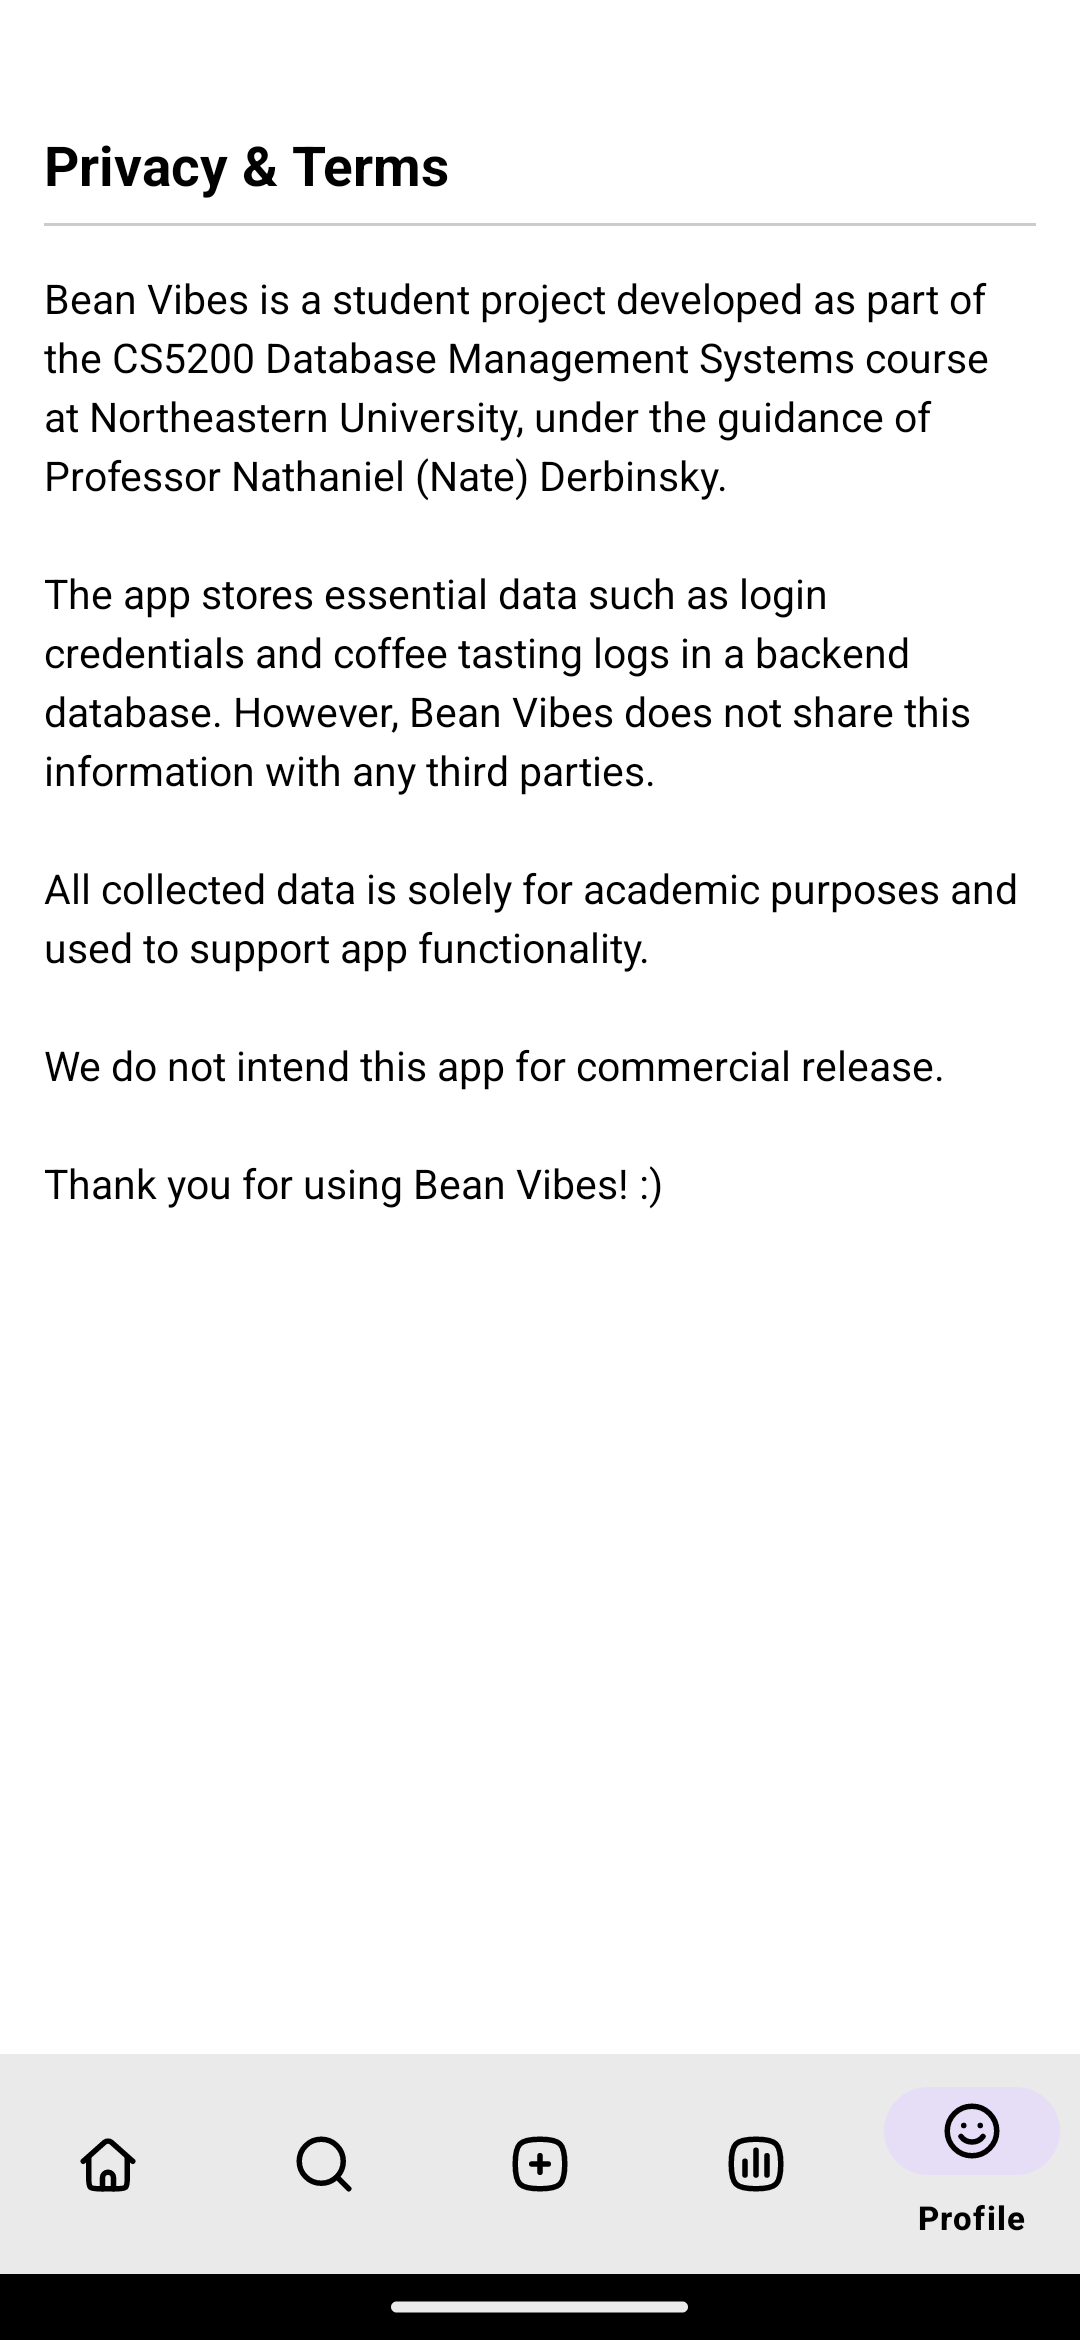 Privacy & Terms
Bean Vibes is a student project developed as part of
the CS5200 Database Management Systems course
at Northeastern University, under the guidance of
Professor Nathaniel (Nate) Derbinsky.
The app stores essential data such as login
credentials and coffee tasting logs in a backend
database. However, Bean Vibes does not share this
information with any third parties.
All collected data is solely for academic purposes and
used to support app functionality.
We do not intend this app for commercial release.
Thank you for using Bean Vibes! :)
Profile